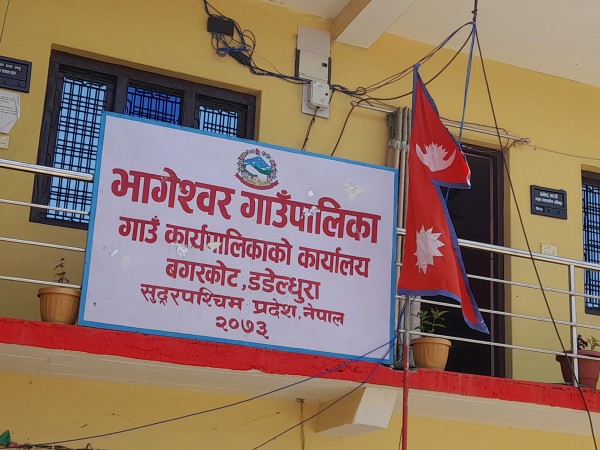 भागेश्वर गाउँपालिका
गाउँ कार्यपालिकाको कार्यालय
बगरकोट, डडेल्धुरा
सुदूरपश्चिम प्रदेश, नेपाल
२०७३